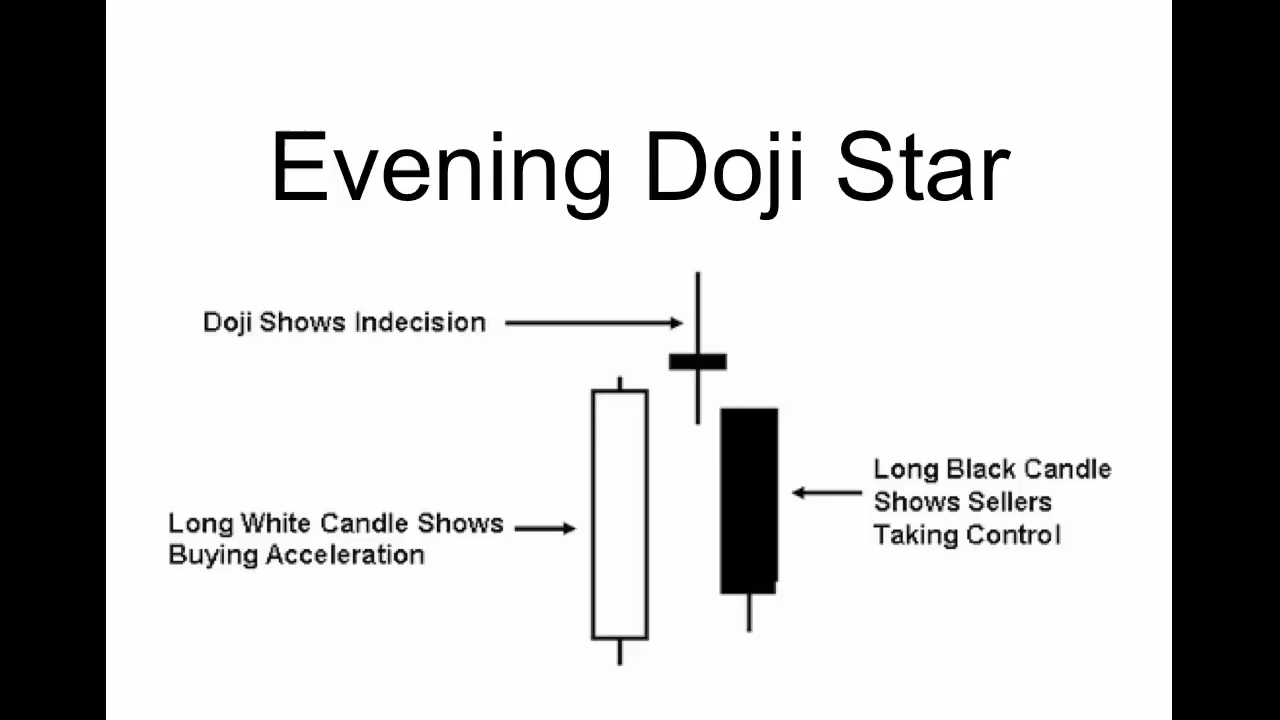 Evening Doji Star
Doji Shows Indecision
Long White Candle Shows
Buying Acceleration
Long Black Candle
Shows Sellers
Taking Control